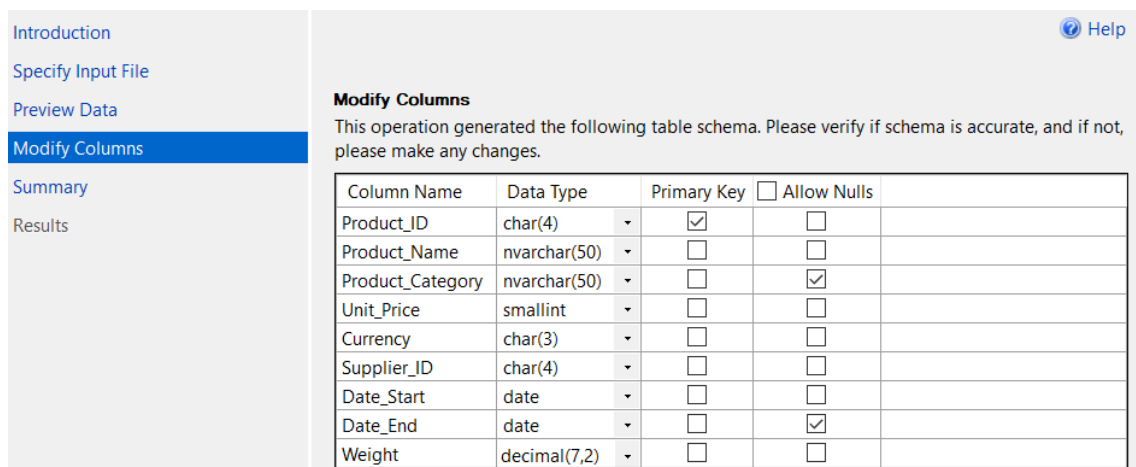 Introduction
Specify Input File
Preview Data
Modify Columns
Summary
Results
Help
Modify Columns
This operation generated the following table schema. Please verify if schema is accurate, and if not,
please make any changes.
Column Name Data Type Primary Key Allow Nulls
Product_ID char(4)
Product_Name nvarchar(50)
Product_Category nvarchar(50)
Unit_Price smallint
Currency char(3)
Supplier_ID char(4)
Date_Start date
Date_End date
Weight decimal(7,2)